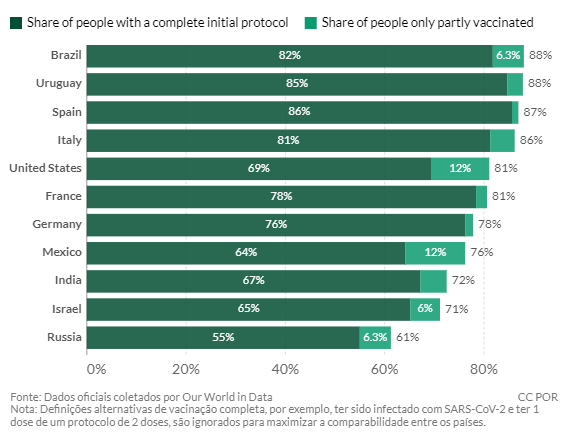 Share of people with a complete initial protocol Share of people only partly vaccinated
Brazil 82% 6.3% 88%
Uruguay 85% 88%
Spain 86% 87%
Italy 81% 86%
United States 69% 12% 81%
France 78% 81%
Germany 76% 78%
Mexico 64% 12% 76%
India 67% 72%
Israel 65% 6% 71%
Russia 55% 6.3% 61%
0% 20% 40% 60% 80%
Fonte: Dados oficiais coletados por Our World in Data CC POR
Nota: Definições alternativas de vacinação completa, por exemplo, ter sido infectado com SARS-CoV-2 e ter 1
dose de um protocolo de 2 doses, são ignorados para maximizar a comparabilidade entre os países.